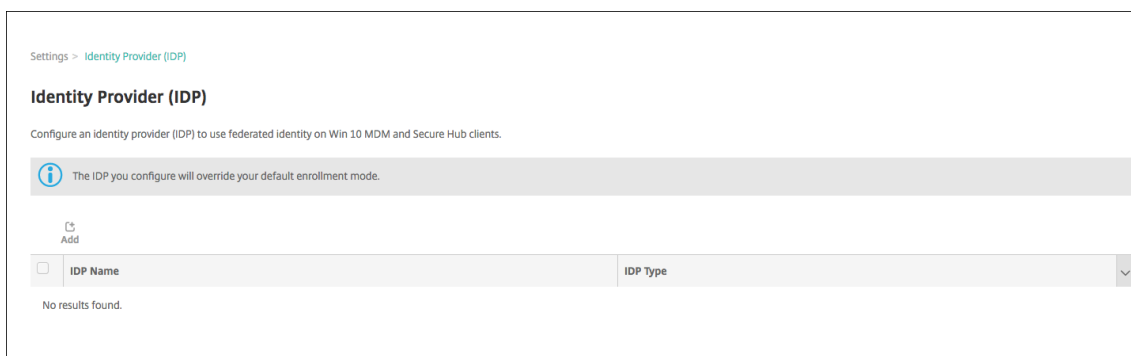 Settings > Identity Provider (IDP)
Identity Provider (IDP)
Configure an identity provider (IDP) to use federated identity on Win 10 MDM and Secure Hub clients.
The IDP you configure will override your default enrollment mode.
Add
IDP Name IDP Type
No results found.